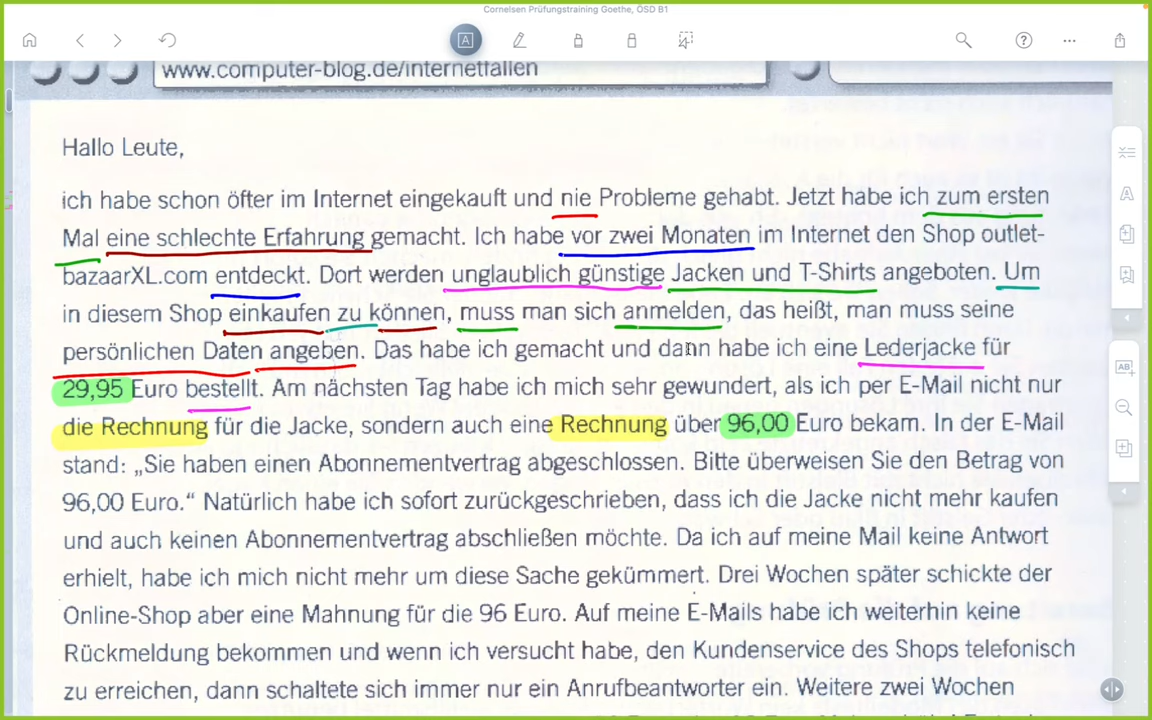 Cornelsen Prüfungstraining Goethe, ÖSD B1
www.computer-blog.de/internetfallen
Hallo Leute,
ich habe schon öfter im Internet eingekauft und nie Probleme gehabt. Jetzt habe ich zum ersten
Mal eine schlechte Erfahrung gemacht. Ich habe vor zwei Monaten im Internet den Shop outlet-
bazaarXL.com entdeckt. Dort werden unglaublich günstige Jacken und T-Shirts angeboten. Um
in diesem Shop einkaufen zu können, muss man sich anmelden, das heißt, man muss seine
persönlichen Daten angeben. Das habe ich gemacht und dann habe ich eine Lederjacke für
29,95 Euro bestellt. Am nächsten Tag habe ich mich sehr gewundert, als ich per E-Mail nicht nur
die Rechnung für die Jacke, sondern auch eine Rechnung über 96,00 Euro bekam. In der E-Mail
stand: „Sie haben einen Abonnementvertrag abgeschlossen. Bitte überweisen Sie den Betrag von
96,00 Euro.“ Natürlich habe ich sofort zurückgeschrieben, dass ich die Jacke nicht mehr kaufen
und auch keinen Abonnementvertrag abschließen möchte. Da ich auf meine Mail keine Antwort
erhielt, habe ich mich nicht mehr um diese Sache gekümmert. Drei Wochen später schickte der
Online-Shop aber eine Mahnung für die 96 Euro. Auf meine E-Mails habe ich weiterhin keine
Rückmeldung bekommen und wenn ich versucht habe, den Kundenservice des Shops telefonisch
zu erreichen, dann schaltete sich immer nur ein Anrufbeantworter ein. Weitere zwei Wochen